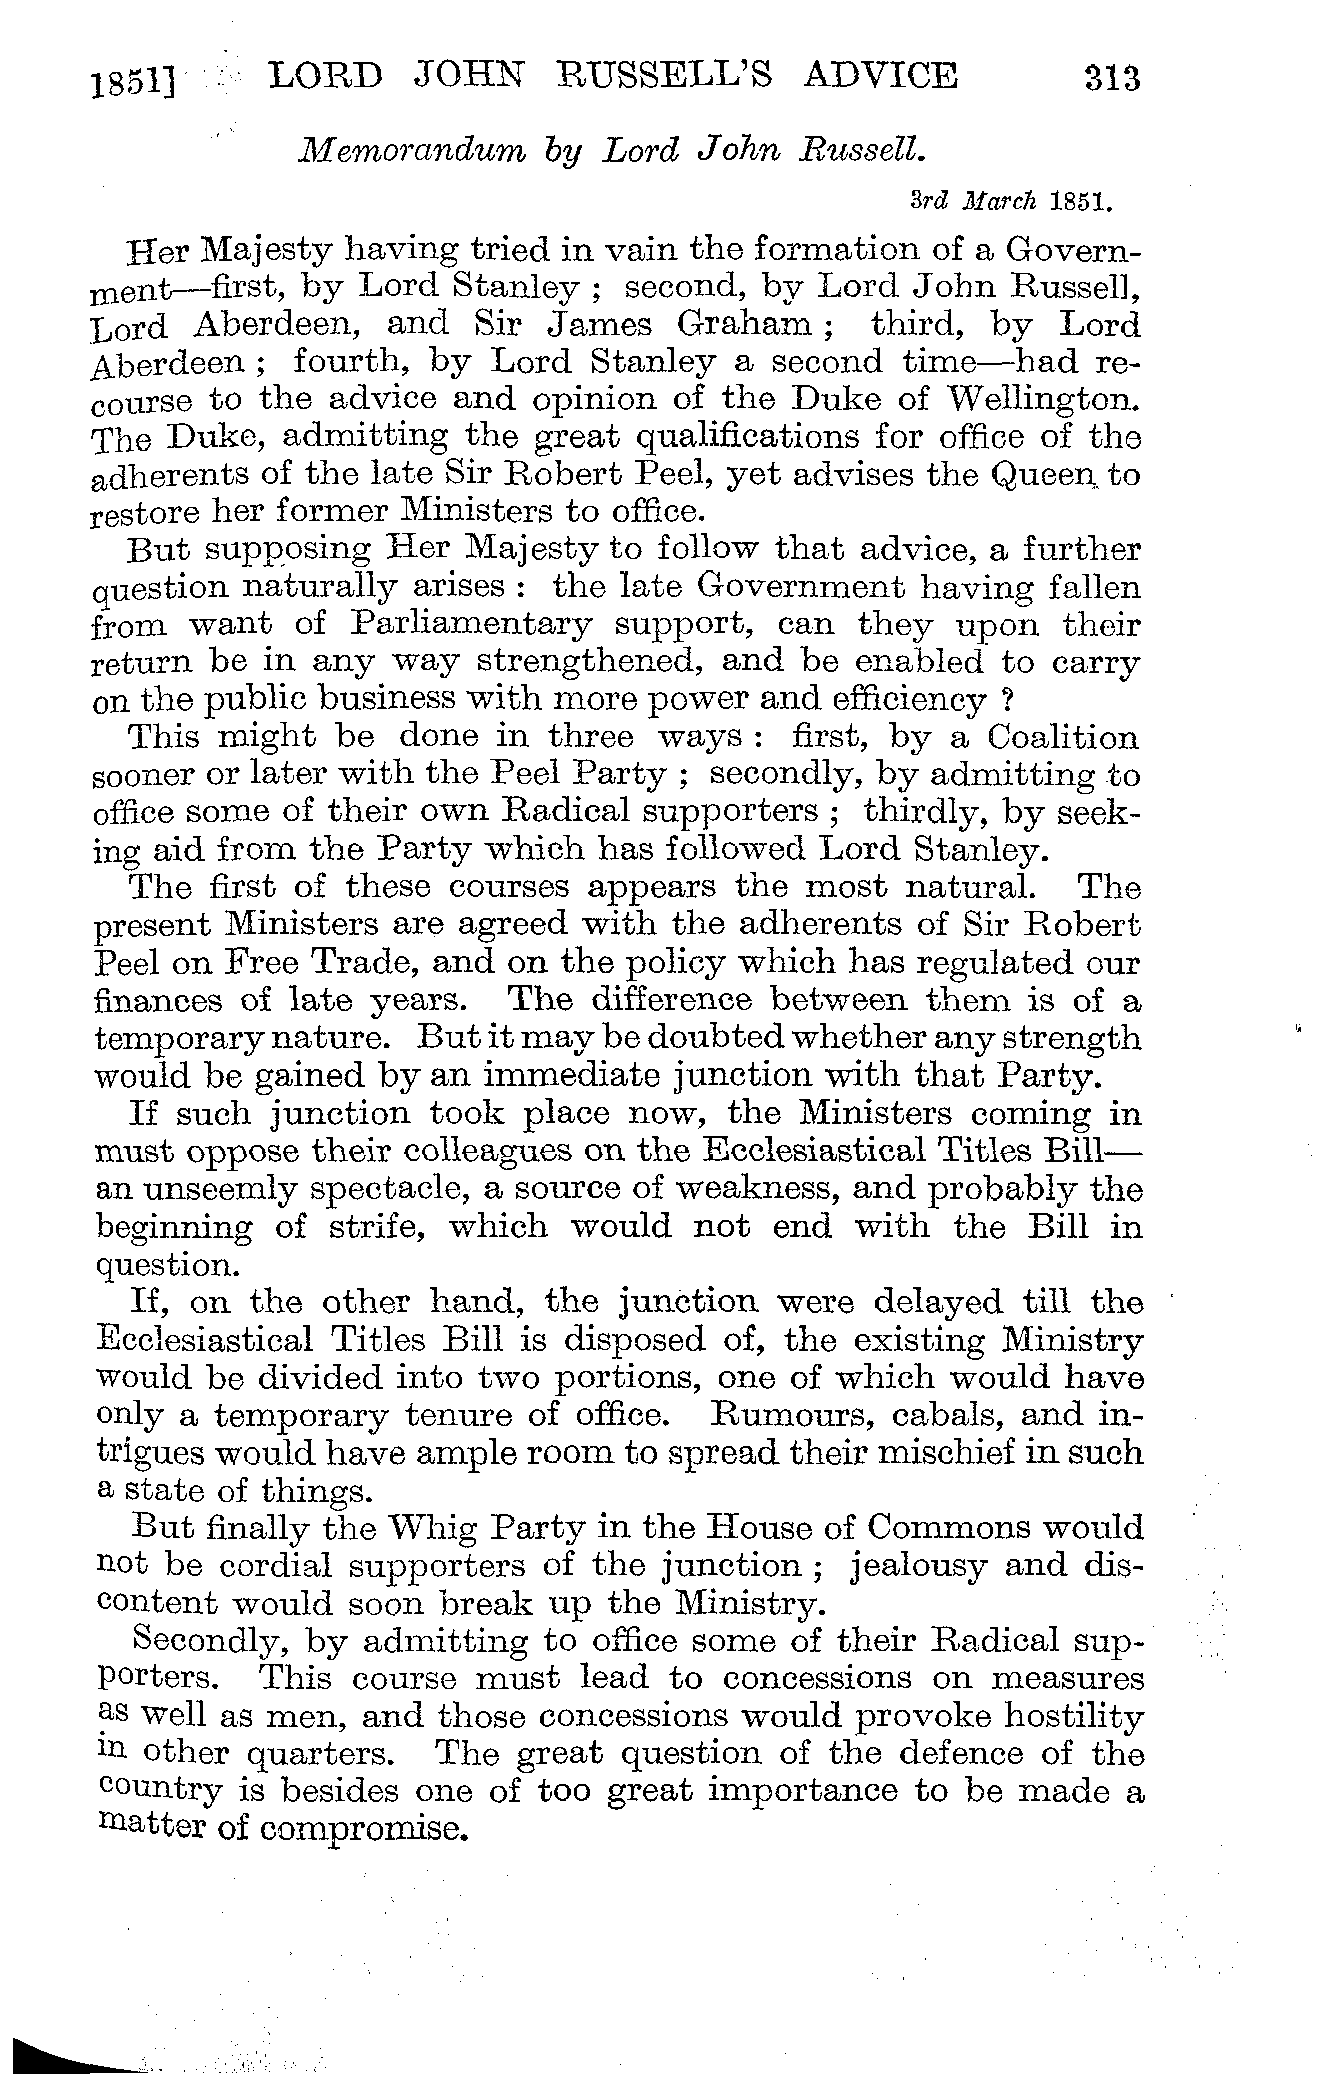 1851] LORD JOHN RUSSELL'S ADVICE 313
Memorandum by Lord John Russell.
3rd March 1851.
Her Majesty having tried in vain the formation of a Govern-
ment—first, by Lord Stanley ; second, by Lord John Russell,
Lord Aberdeen, and Sir James Graham ; third, by Lord
Aberdeen ; fourth, by Lord Stanley a second time—had re-
course to the advice and opinion of the Duke of Wellington.
The Duke, admitting the great qualifications for office of the
adherents of the late Sir Robert Peel, yet advises the Queen to
restore her former Ministers to office.
But supposing Her Majesty to follow that advice, a further
question naturally arises : the late Government having fallen
from want of Parliamentary support, can they upon their
return be in any way strengthened, and be enabled to carry
on the public business with more power and efficiency ?
This might be done in three ways : first, by a Coalition
sooner or later with the Peel Party ; secondly, by admitting to
office some of their own Radical supporters ; thirdly, by seek-
ing aid from the Party which has followed Lord Stanley.
The first of these courses appears the most natural. The
present Ministers are agreed with the adherents of Sir Robert
Peel on Free Trade, and on the policy which has regulated our
finances of late years. The difference between them is of a
temporary nature. But it may be doubted whether any strength
would be gained by an immediate junction with that Party.
If such junction took place now, the Ministers coming in
must oppose their colleagues on the Ecclesiastical Titles Bill—
an unseemly spectacle, a source of weakness, and probably the
beginning of strife, which would not end with the Bill in
question.
If, on the other hand, the junction were delayed till the
Ecclesiastical Titles Bill is disposed of, the existing Ministry
would be divided into two portions, one of which would have
only a temporary tenure of office. Rumours, cabals, and in-
trigues would have ample room to spread their mischief in such
a state of things.
But finally the Whig Party in the House of Commons would
not be cordial supporters of the junction ; jealousy and dis-
content would soon break up the Ministry.
Secondly, by admitting to office some of their Radical sup-
porters. This course must lead to concessions on measures
as well as men, and those concessions would provoke hostility
in other quarters. The great question of the defence of the
country is besides one of too great importance to be made a
matter of compromise.